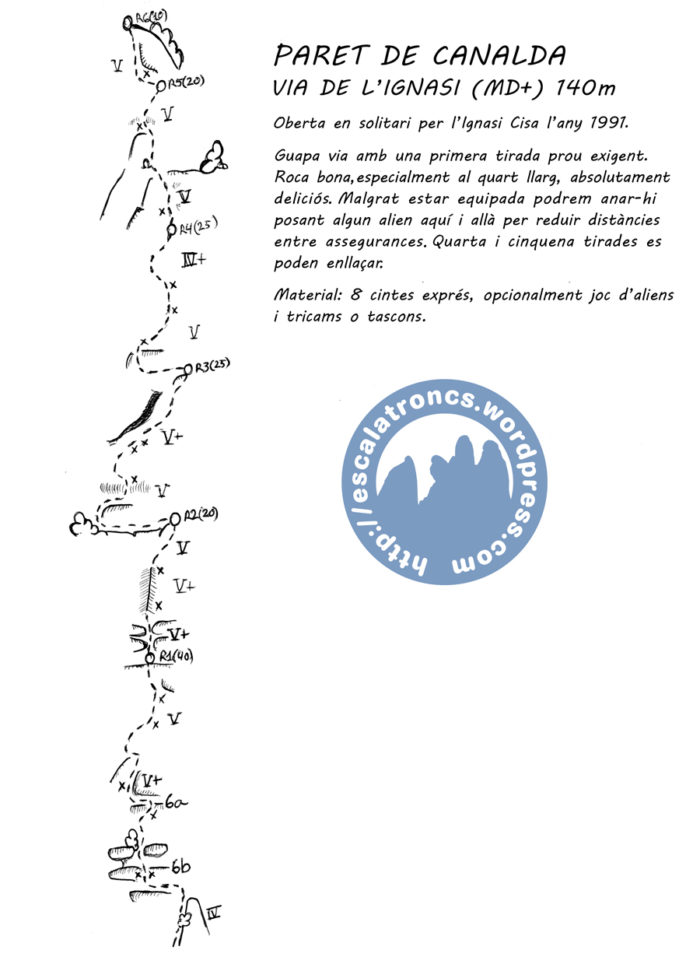 R6(10)
V
R5(20)
V
V
R4(25)
IV+
V
R3(25)
V+
V
R2(20)
V
V+
V+
R1(40)
V
V+
6a
6b
IV
PARET DE CANALDA
VIA DE L'IGNASI (MD+) 140m
Oberta en solitari per l'Ignasi Cisa l'any 1991.
Guapa via amb una primera tirada prou exigent.
Roca bona,especialment al quart llarg, absolutament
deliciós. Malgrat estar equipada podrem anar-hi
posant algun alien aquí i allà per reduir distàncies
entre assegurances. Quarta i cinquena tirades es
poden enllaçar.
Material: 8 cintes exprés, opcionalment joc d'aliens
i tricams o tascons.
http://escalatroncs.wordpress.com